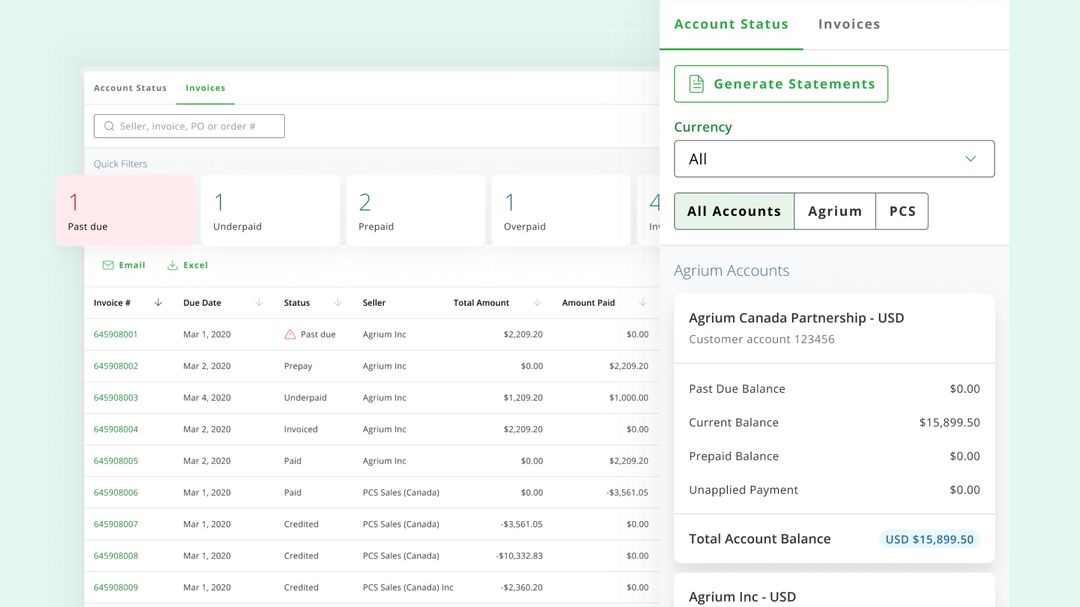 Account Status Invoices
Seller, invoice, PO or order #
Quick Filters
1 1 2 1 4
Past due Underpaid Prepaid Overpaid
Email Excel
Invoice # Due Date Status Seller Total Amount Amount Paid
645908001 Mar 1, 2020 Past due Agrium Inc $2,209.20 $0.00
645908002 Mar 2, 2020 Prepay Agrium Inc $0.00 $2,209.20
645908003 Mar 4, 2020 Underpaid Agrium Inc $1,209.20 $1,000.00
645908004 Mar 2, 2020 Invoiced Agrium Inc $2,209.20 $0.00
645908005 Mar 2, 2020 Paid Agrium Inc $0.00 $2,209.20
645908006 Mar 1, 2020 Paid PCS Sales (Canada) $0.00 -$3,561.05
645908007 Mar 1, 2020 Credited PCS Sales (Canada) -$3,561.05 $0.00
645908008 Mar 1, 2020 Credited PCS Sales (Canada) -$10,332.83 $0.00
645908009 Mar 1, 2020 Credited PCS Sales (Canada) Inc -$2,360.20 $0.00
Account Status Invoices
Generate Statements
Currency
All
All Accounts Agrium PCS
Agrium Accounts
Agrium Canada Partnership - USD
Customer account 123456
Past Due Balance $0.00
Current Balance $15,899.50
Prepaid Balance $0.00
Unapplied Payment $0.00
Total Account Balance USD $15,899.50
Agrium Inc - USD